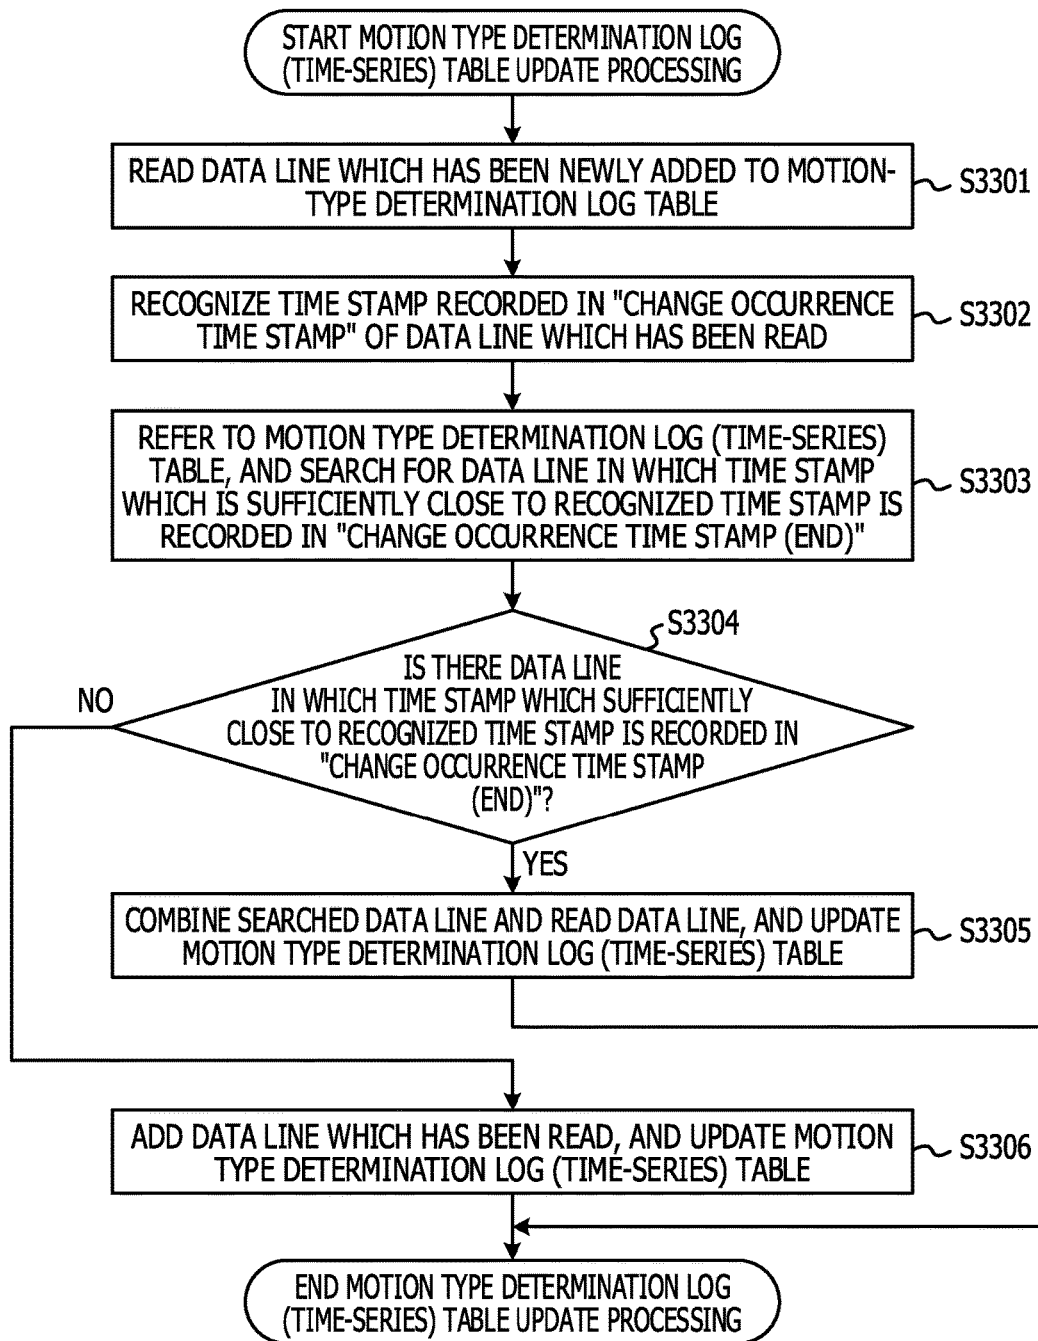 START MOTION TYPE DETERMINATION LOG
(TIME-SERIES) TABLE UPDATE PROCESSING
READ DATA LINE WHICH HAS BEEN NEWLY ADDED TO MOTION-
TYPE DETERMINATION LOG TABLE
S3301
RECOGNIZE TIME STAMP RECORDED IN "CHANGE OCCURRENCE
TIME STAMP" OF DATA LINE WHICH HAS BEEN READ
S3302
REFER TO MOTION TYPE DETERMINATION LOG (TIME-SERIES)
TABLE, AND SEARCH FOR DATA LINE IN WHICH TIME STAMP
WHICH IS SUFFICIENTLY CLOSE TO RECOGNIZED TIME STAMP IS
RECORDED IN "CHANGE OCCURRENCE TIME STAMP (END)"
S3303
S3304
IS THERE DATA LINE
IN WHICH TIME STAMP WHICH SUFFICIENTLY
CLOSE TO RECOGNIZED TIME STAMP IS RECORDED IN
"CHANGE OCCURRENCE TIME STAMP
(END)"?
NO
YES
COMBINE SEARCHED DATA LINE AND READ DATA LINE, AND UPDATE
MOTION TYPE DETERMINATION LOG (TIME-SERIES) TABLE
S3305
ADD DATA LINE WHICH HAS BEEN READ, AND UPDATE MOTION
TYPE DETERMINATION LOG (TIME-SERIES) TABLE
S3306
END MOTION TYPE DETERMINATION LOG
(TIME-SERIES) TABLE UPDATE PROCESSING